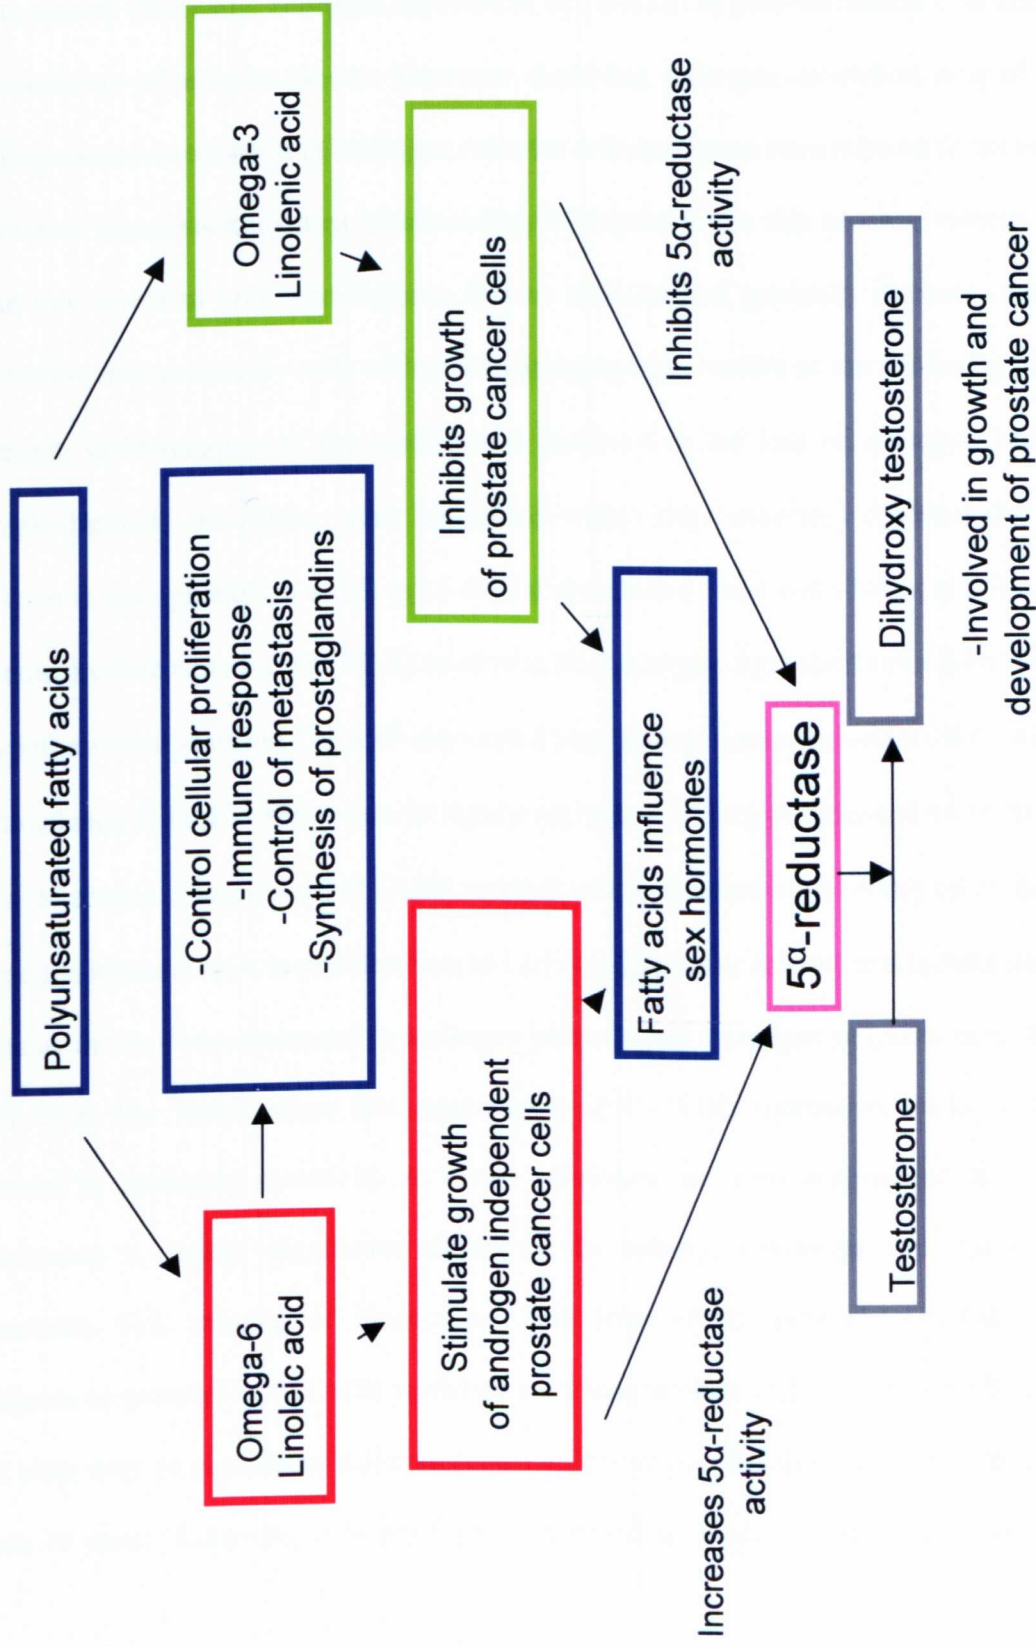 Polyunsaturated fatty acids
Omega-6
Linoleic acid
-Control cellular proliferation
-Immune response
-Control of metastasis
-Synthesis of prostaglandins
Omega-3
Linolenic acid
Stimulate growth
of androgen independent
prostate cancer cells
Inhibits growth
of prostate cancer cells
Fatty acids influence
sex hormones
Increases 5α-reductase
activity
5α-reductase
Inhibits 5α-reductase
activity
Testosterone
Dihydroxy testosterone
-Involved in growth and
development of prostate cancer